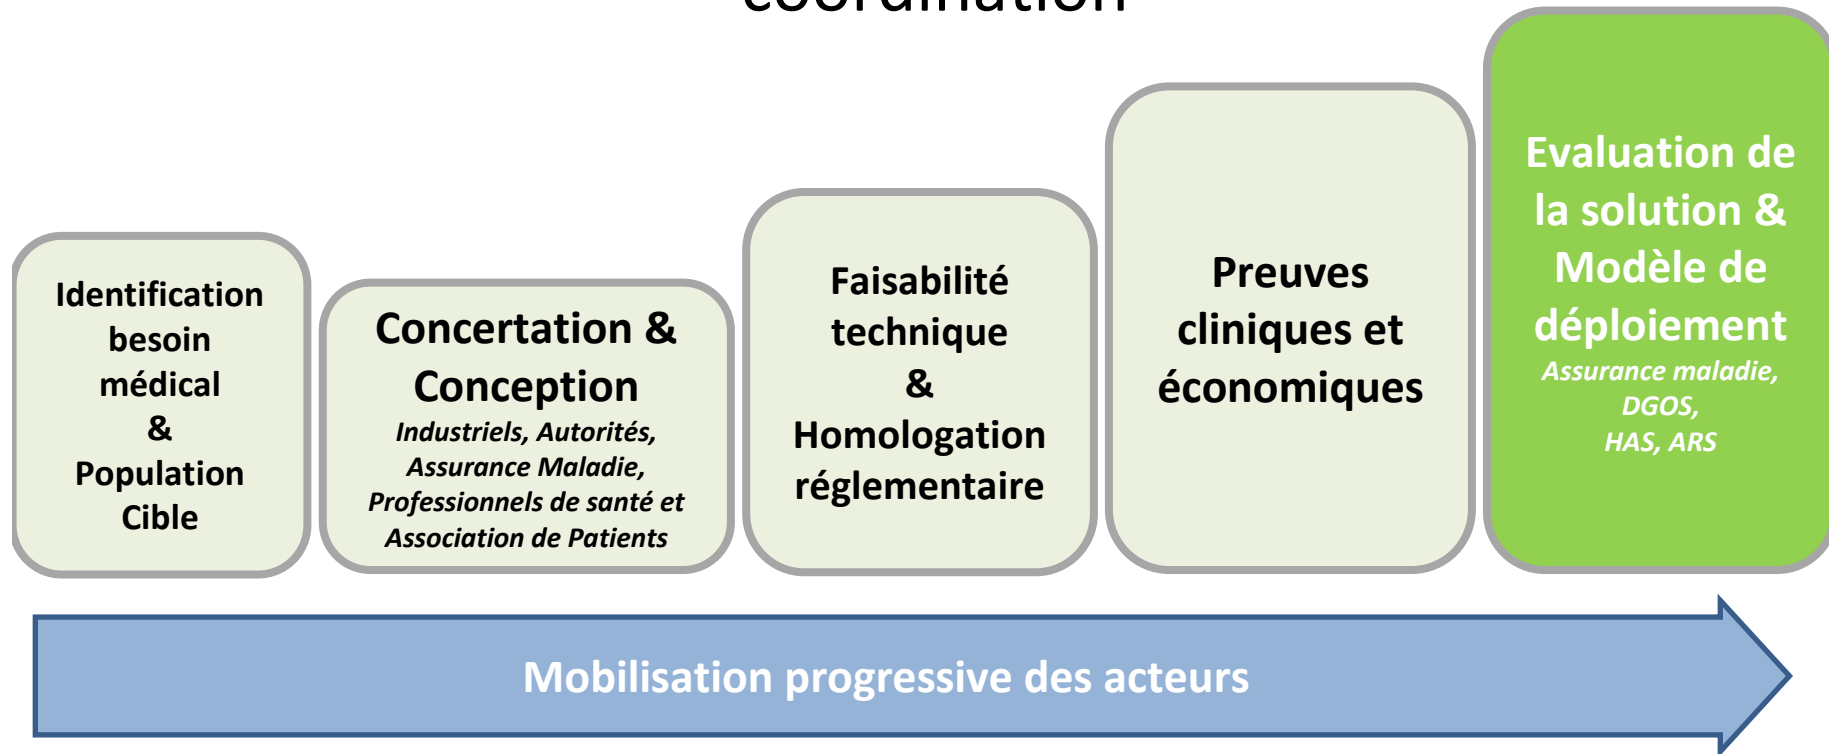 coordination
Identification
besoin
médical
&
Population
Cible
Concertation &
Conception
Industriels, Autorités,
Assurance Maladie,
Professionnels de santé et
Association de Patients
Faisabilité
technique
&
Homologation
réglementaire
Preuves
cliniques et
économiques
Evaluation de
la solution &
Modèle de
déploiement
Assurance maladie,
DGOS,
HAS, ARS
Mobilisation progressive des acteurs